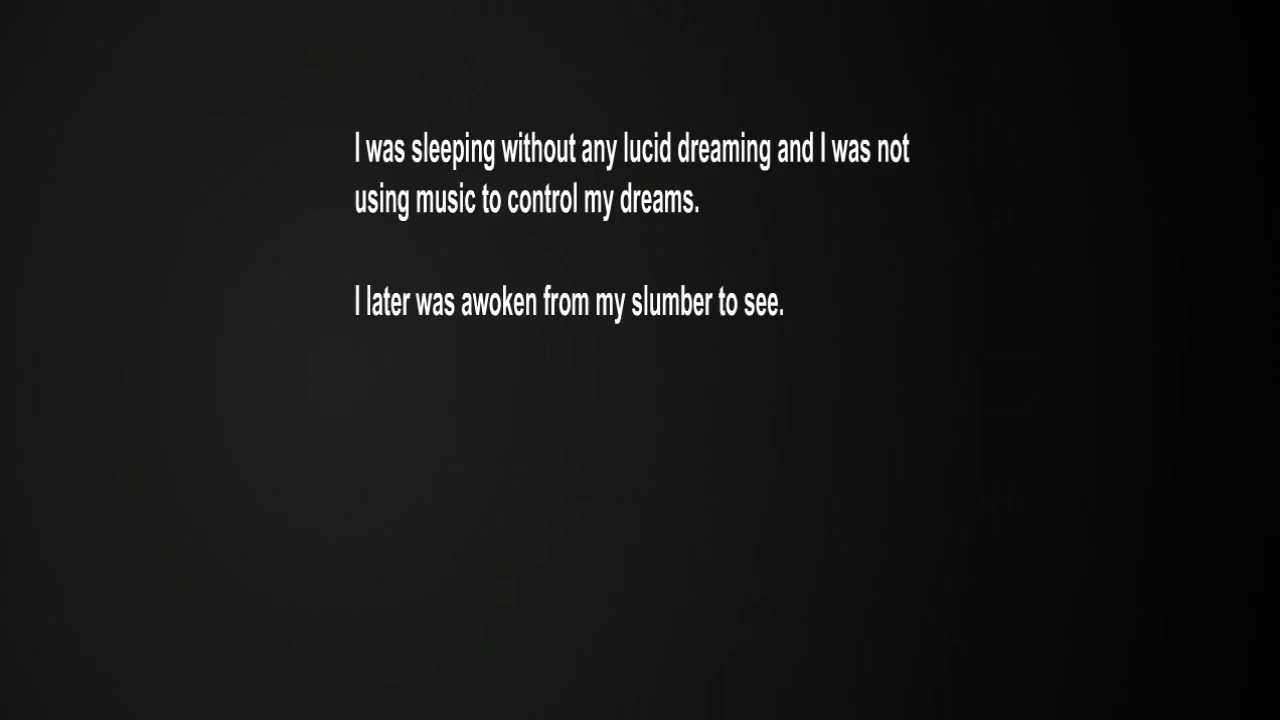 I was sleeping without any lucid dreaming and I was not
using music to control my dreams.
I later was awoken from my slumber to see.